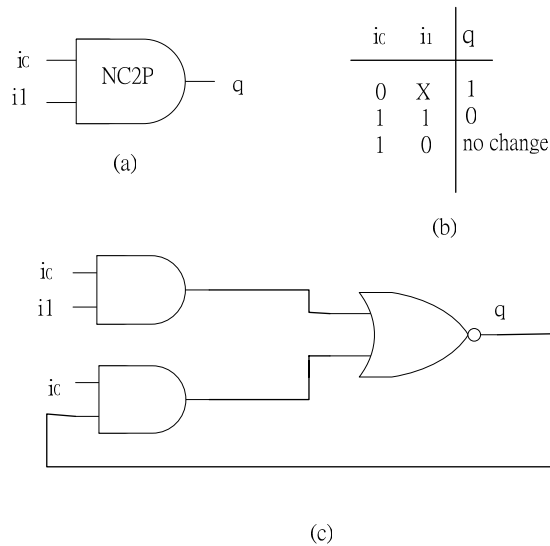 i0
i1
NC2P
q
(a)
i0 i1 q
0 X 1
1 1 0
1 0 no change
(b)
i0
i1
i0
q
(c)